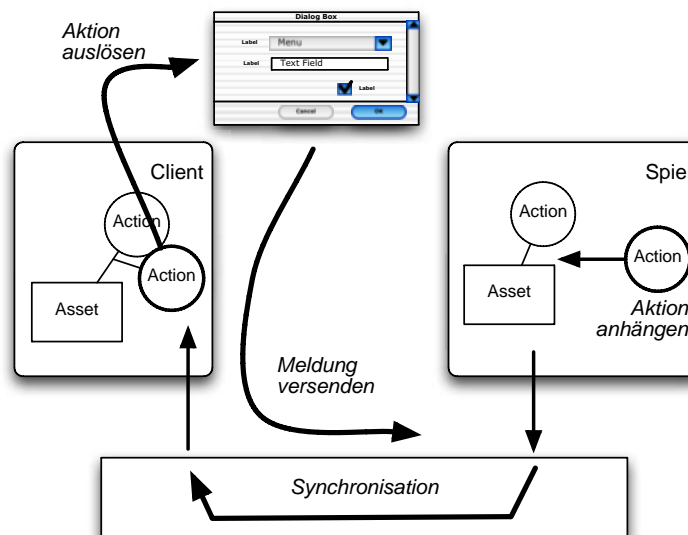 Aktion
auslösen
Dialog Box
Label Menu
Label Text Field
Label
Cancel OK
Client
Action
Action
Asset
Spie
Action
Action
Asset
Aktion
anhängen
Meldung
versenden
Synchronisation